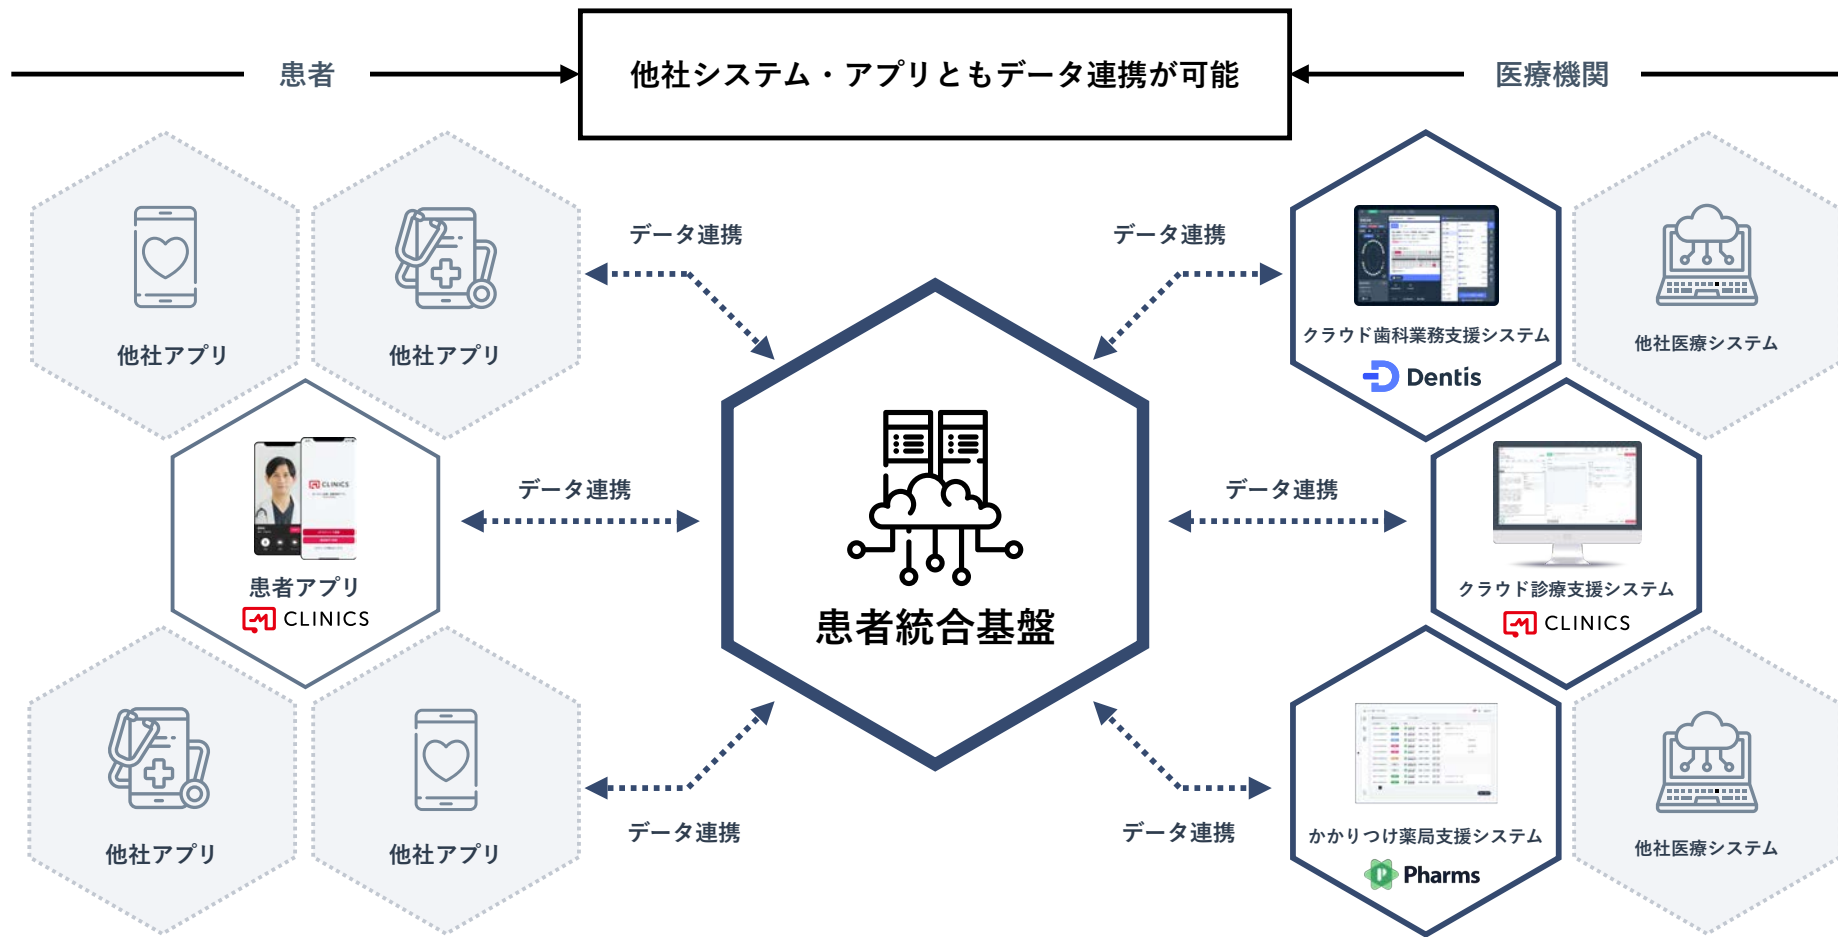 患者
他社システム・アプリともデータ連携が可能
医療機関
他社アプリ
他社アプリ
データ連携
データ連携
クラウド歯科業務支援システム
Dentis
他社医療システム
CLINICS
患者アプリ
CLINICS
データ連携
患者統合基盤
データ連携
クラウド診療支援システム
CLINICS
他社アプリ
他社アプリ
データ連携
データ連携
かかりつけ薬局支援システム
Pharms
他社医療システム